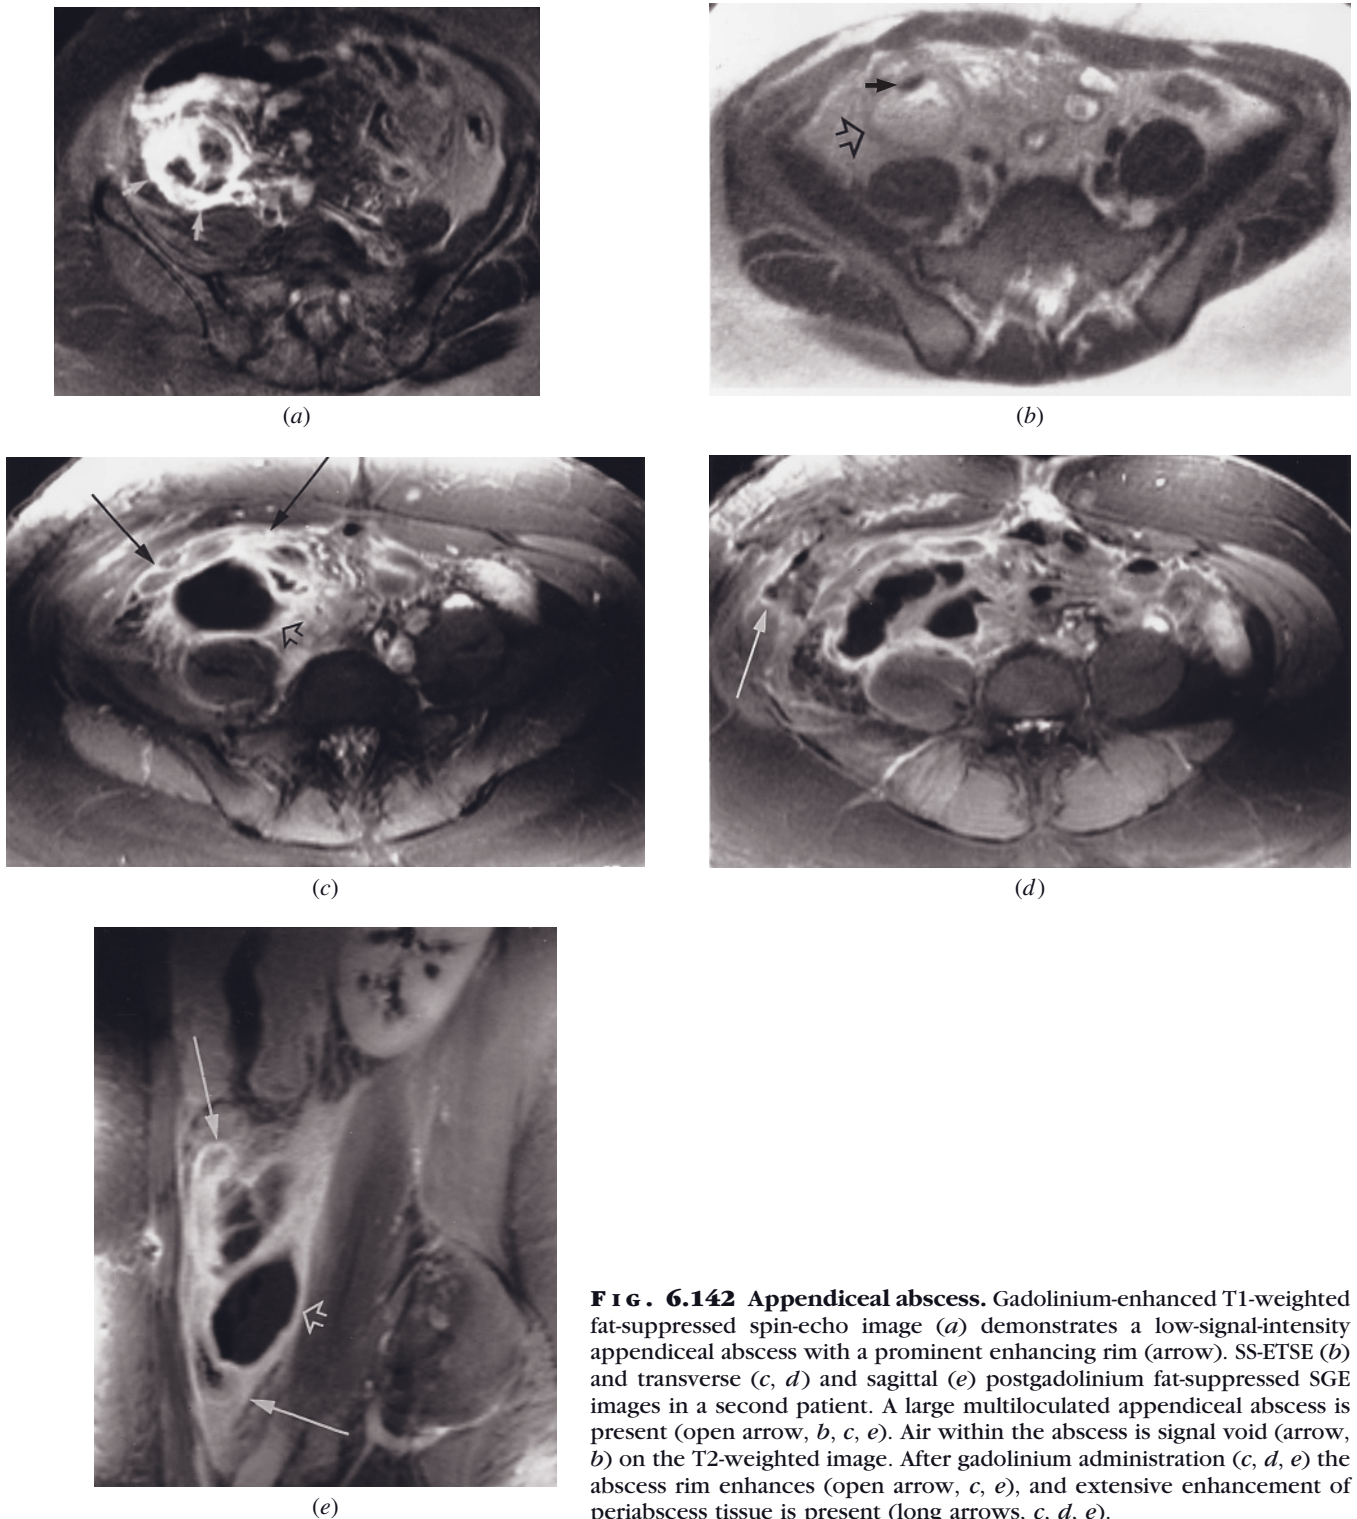 (a)
(b)
(c)
(d)
(e)
FIG. 6.142 Appendiceal abscess. Gadolinium-enhanced T1-weighted
fat-suppressed spin-echo image (a) demonstrates a low-signal-intensity
appendiceal abscess with a prominent enhancing rim (arrow). SS-ETSE (b)
and transverse (c, d) and sagittal (e) postgadolinium fat-suppressed SGE
images in a second patient. A large multiloculated appendiceal abscess is
present (open arrow, b, c, e). Air within the abscess is signal void (arrow,
b) on the T2-weighted image. After gadolinium administration (c, d, e) the
abscess rim enhances (open arrow, c, e), and extensive enhancement of
periabscess tissue is present (long arrows, c, d, e).